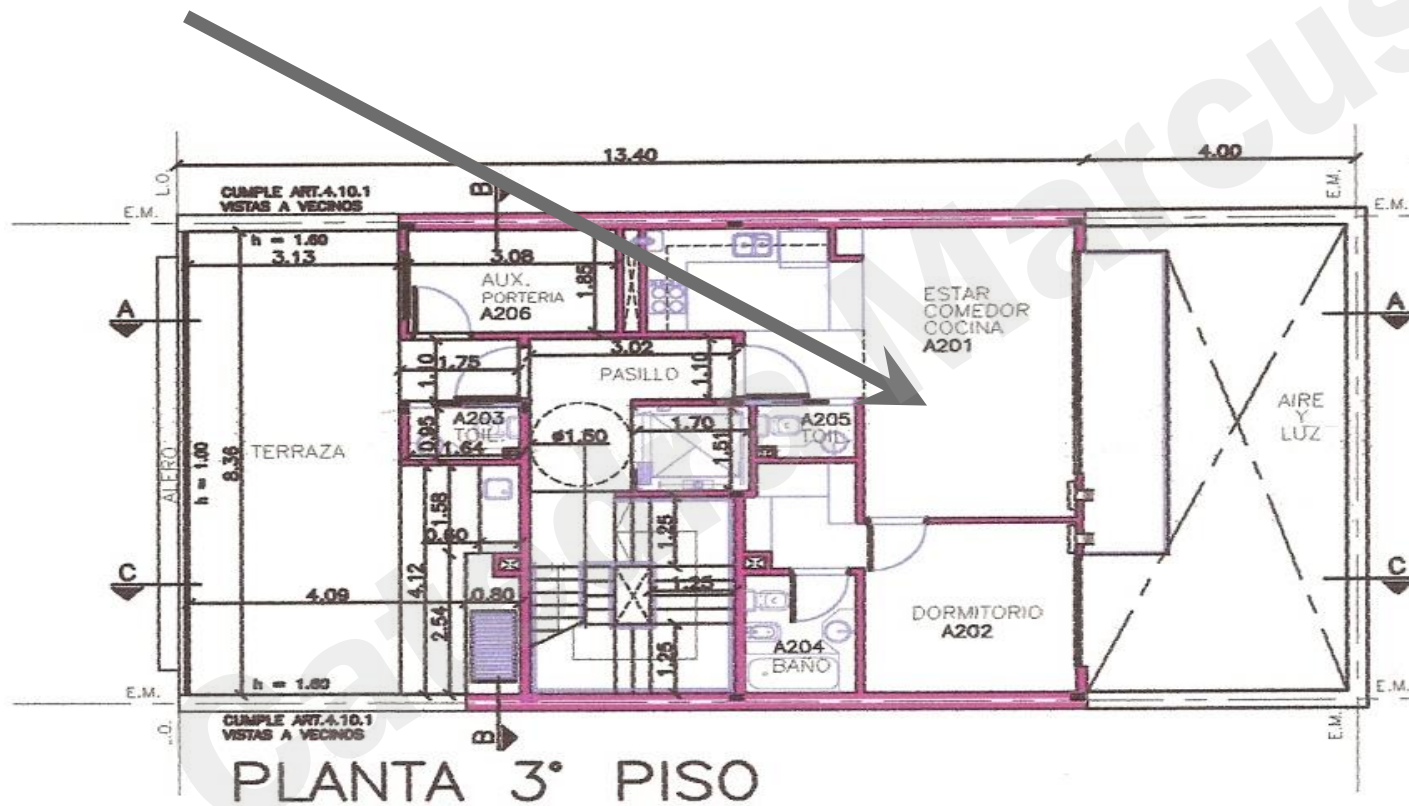 13.40
4.00
L.O.
E.M.
CUMPLE ART.4.10.1
VISTAS A VECINOS
B
E.M.
E.M.
h = 1.60
3.13
3.08
AUX.
PORTERIA
A206
1.85
ESTAR
COMEDOR
COCINA
A201
A
A
3.02
PASILLO
1.10
1.75
1.10
A203
TOIL.
0.95
1.64
ø1.50
1.70
1.51
A205
TOIL.
AIRE
Y
LUZ
ALERO
h = 1.00
8.36
TERRAZA
1.58
0.60
4.12
2.54
1.25
1.25
1.25
C
C
4.09
0.80
DORMITORIO
A202
A204
BAÑO
h = 1.60
E.M.
E.M.
L.O.
CUMPLE ART.4.10.1
VISTAS A VECINOS
B
E.M.
PLANTA 3° PISO
Marcus